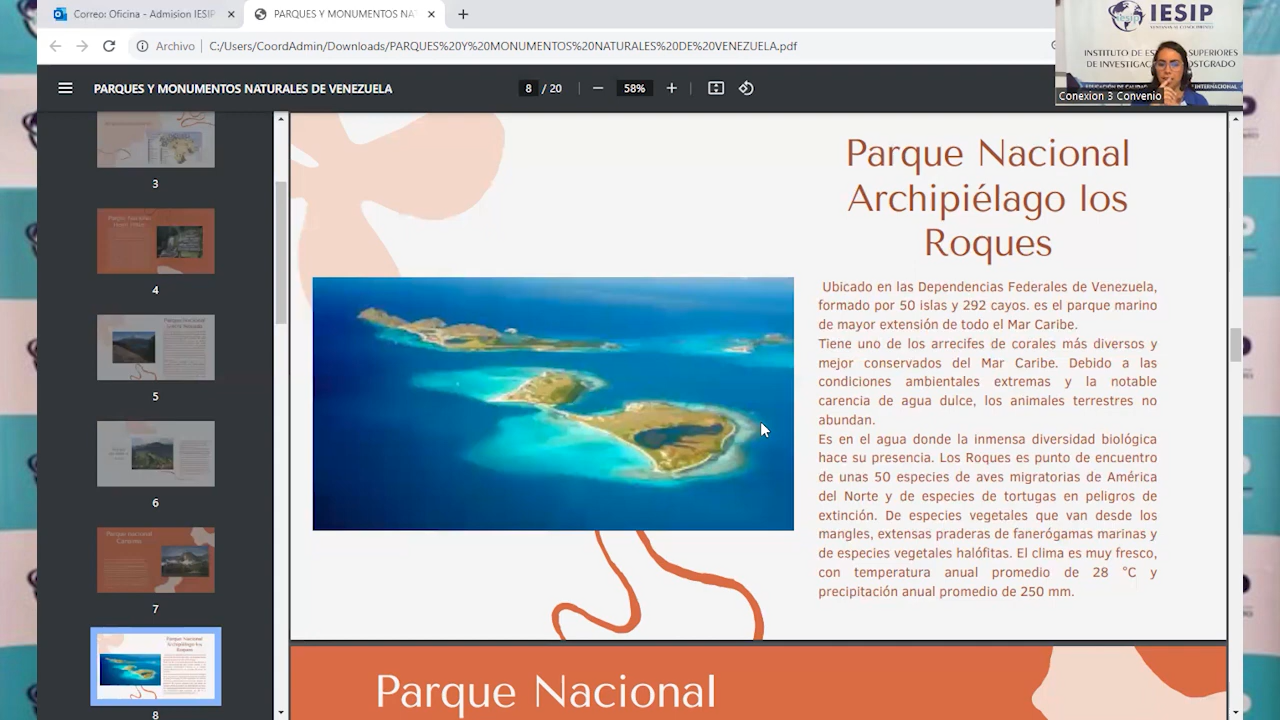 Correo: Oficina - Admision IESIP
PARQUES Y MONUMENTOS NA
Archivo
C:/Users/CoordAdmin/Downloads/PARQUES%20Y%20MONUMENTOS%20NATURALES%20DE%20VENEZUELA.pdf
IESIP
INSTITUTO DE ES SUPERIORES
DE INVESTIGACI OSTGRADO
Conexion 3 Convenio
INTERNACIONAL
PARQUES Y MONUMENTOS NATURALES DE VENEZUELA
8 / 20
58%
3
4
5
6
7
8
Parque Nacional
Archipiélago los
Roques
Ubicado en las Dependencias Federales de Venezuela,
formado por 50 islas y 292 cayos. es el parque marino
de mayor extensión de todo el Mar Caribe.
Tiene uno de los arrecifes de corales más diversos y
mejor conservados del Mar Caribe. Debido a las
condiciones ambientales extremas y la notable
carencia de agua dulce, los animales terrestres no
abundan.
Es en el agua donde la inmensa diversidad biológica
hace su presencia. Los Roques es punto de encuentro
de unas 50 especies de aves migratorias de América
del Norte y de especies de tortugas en peligros de
extinción. De especies vegetales que van desde los
mangles, extensas praderas de fanerógamas marinas y
de especies vegetales halófitas. El clima es muy fresco,
con temperatura anual promedio de 28 °C y
precipitación anual promedio de 250 mm.
Parque Nacional